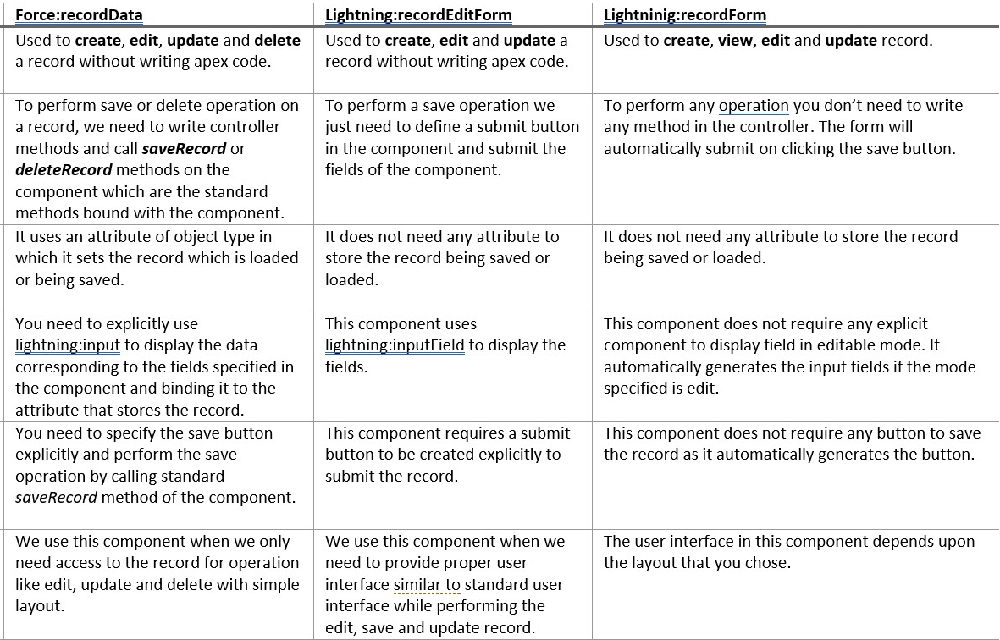 Force:recordData
Lightning:recordEditForm
Lightninig:recordForm
Used to create, edit, update and delete
a record without writing apex code.
Used to create, edit and update a
record without writing apex code.
Used to create, view, edit and update record.
To perform save or delete operation on
a record, we need to write controller
methods and call saveRecord or
deleteRecord methods on the
component which are the standard
methods bound with the component.
To perform a save operation we
just need to define a submit button
in the component and submit the
fields of the component.
To perform any operation you don’t need to write
any method in the controller. The form will
automatically submit on clicking the save button.
It uses an attribute of object type in
which it sets the record which is loaded
or being saved.
It does not need any attribute to
store the record being saved or
loaded.
It does not need any attribute to store the record
being saved or loaded.
You need to explicitly use
lightning:input to display the data
corresponding to the fields specified in
the component and binding it to the
attribute that stores the record.
This component uses
lightning:inputField to display the
fields.
This component does not require any explicit
component to display field in editable mode. It
automatically generates the input fields if the mode
specified is edit.
You need to specify the save button
explicitly and perform the save
operation by calling standard
saveRecord method of the component.
This component requires a submit
button to be created explicitly to
submit the record.
This component does not require any button to save
the record as it automatically generates the button.
We use this component when we only
need access to the record for operation
like edit, update and delete with simple
layout.
We use this component when we
need to provide proper user
interface similar to standard user
interface while performing the
edit, save and update record.
The user interface in this component depends upon
the layout that you chose.